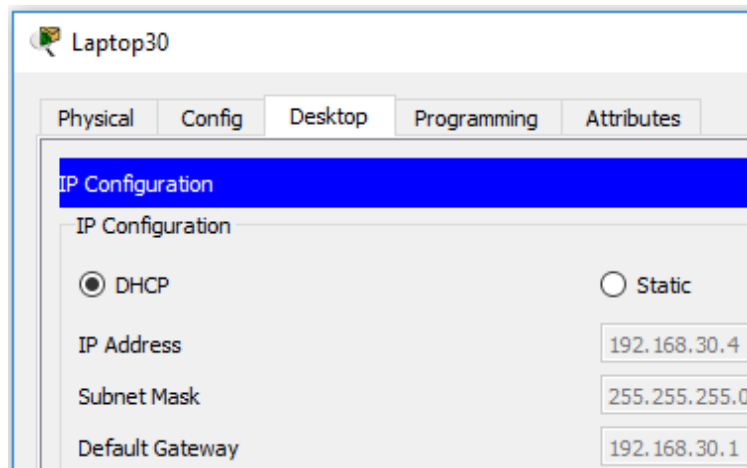 Laptop30
Physical Config Desktop Programming Attributes
IP Configuration
IP Configuration
DHCP Static
IP Address 192.168.30.4
Subnet Mask 255.255.255.0
Default Gateway 192.168.30.1